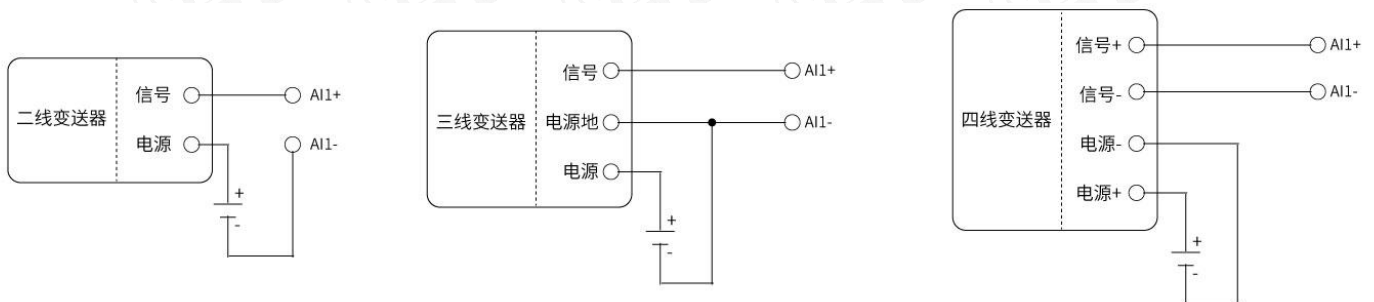 二线变送器
信号
AI1+
电源
AI1-
+
-
三线变送器
信号
AI1+
电源地
AI1-
电源
+
-
四线变送器
信号+
AI1+
信号-
AI1-
电源-
电源+
+
-